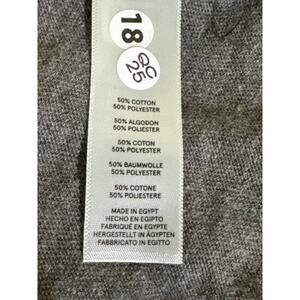 18
QC
25
50% COTTON
50% POLYESTER
50% ALGODON
50% POLIESTER
50% COTON
50% POLYESTER
50% BAUMWOLLE
50% POLYESTER
50% COTONE
50% POLIESTERE
MADE IN EGYPT
HECHO EN EGIPTO
FABRIQUÉ EN EGYPTE
HERGESTELLT IN ÄGYPTEN
FABBRICATO IN EGITTO